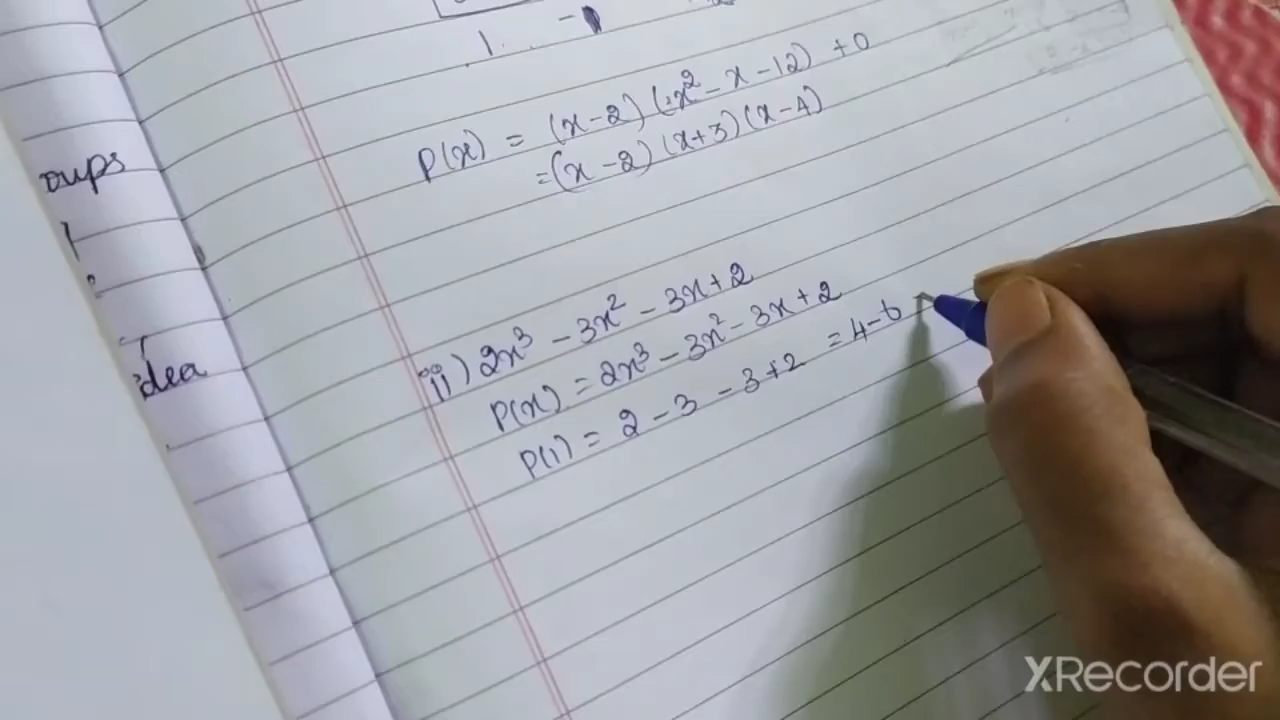 oups
idea
P(x) = (x-2) (x² - x - 12) + 0
= (x-2) (x+3) (x-4)
ii) 2x³ - 3x² - 3x + 2
P(x) = 2x³ - 3x² - 3x + 2
P(1) = 2 - 3 - 3 + 2 = 4 - 6
XRecorder